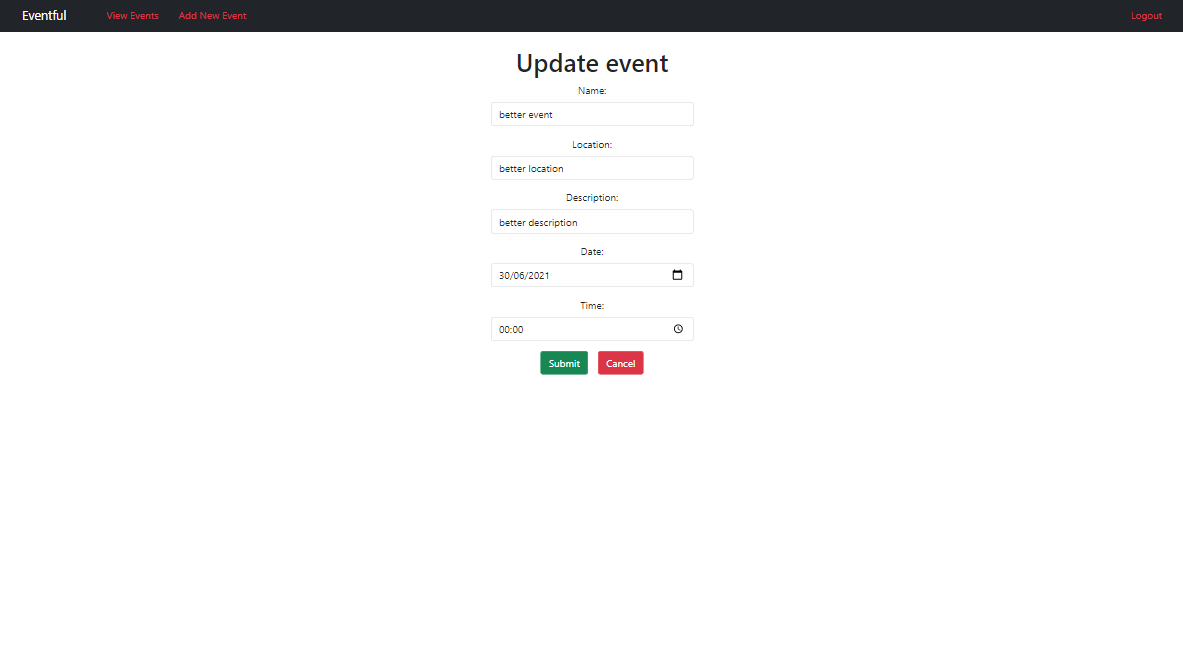 Eventful View Events Add New Event Logout
Update event
Name:
better event
Location:
better location
Description:
better description
Date:
30/06/2021
Time:
00:00
Submit Cancel